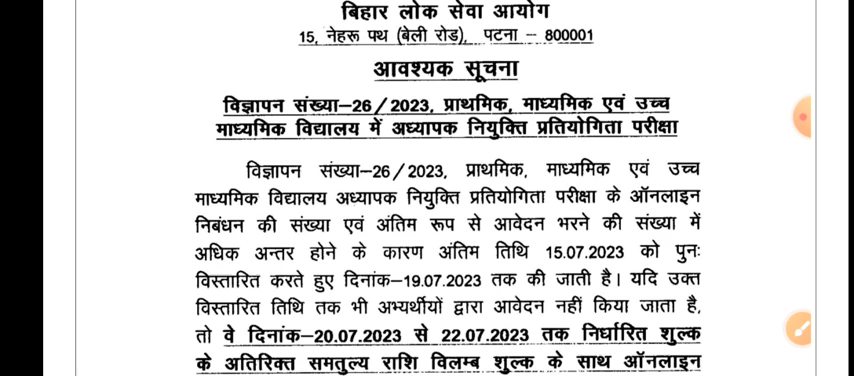 बिहार लोक सेवा आयोग
15, नेहरू पथ (बेली रोड), पटना – 800001
आवश्यक सूचना
विज्ञापन संख्या–26/2023, प्राथमिक, माध्यमिक एवं उच्च
माध्यमिक विद्यालय में अध्यापक नियुक्ति प्रतियोगिता परीक्षा
विज्ञापन संख्या–26/2023, प्राथमिक, माध्यमिक एवं उच्च
माध्यमिक विद्यालय अध्यापक नियुक्ति प्रतियोगिता परीक्षा के ऑनलाइन
निबंधन की संख्या एवं अंतिम रूप से आवेदन भरने की संख्या में
अधिक अन्तर होने के कारण अंतिम तिथि 15.07.2023 को पुनः
विस्तारित करते हुए दिनांक–19.07.2023 तक की जाती है। यदि उक्त
विस्तारित तिथि तक भी अभ्यर्थीयों द्वारा आवेदन नहीं किया जाता है,
तो वे दिनांक–20.07.2023 से 22.07.2023 तक निर्धारित शुल्क
के अतिरिक्त समतुल्य राशि विलम्ब शुल्क के साथ ऑनलाइन